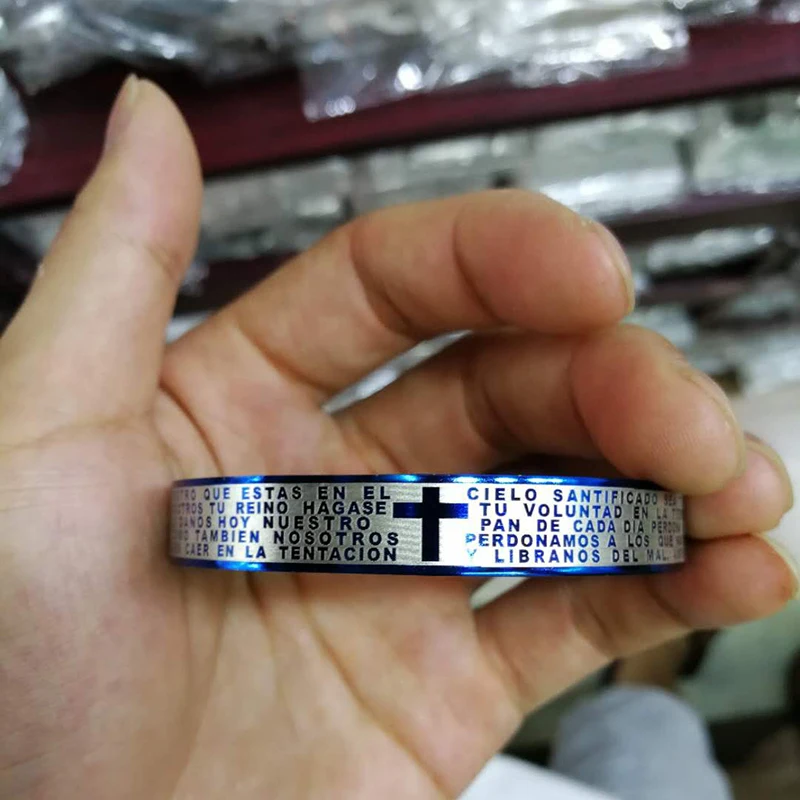 QUE ESTAS EN EL CIELO SANTIFICADO
TU REINO HAGASE TU VOLUNTAD EN LA
HOY NUESTRO PAN DE CADA DIA
TAMBIEN NOSOTROS PERDONAMOS A LOS QUE
CAER EN LA TENTACION Y LIBRANOS DEL MAL